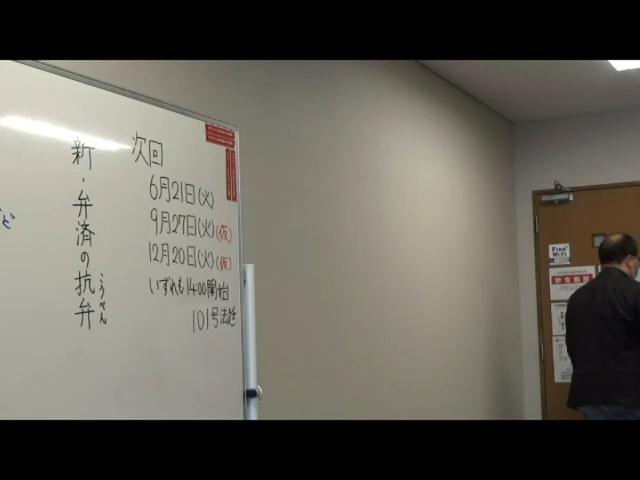 次回
6月21日(火)
9月27日(火)(仮)
12月20日(火)(仮)
いずれも14:00開始
101号法廷
新・弁済の抗弁
こうべん
ど
Free
Wi-Fi